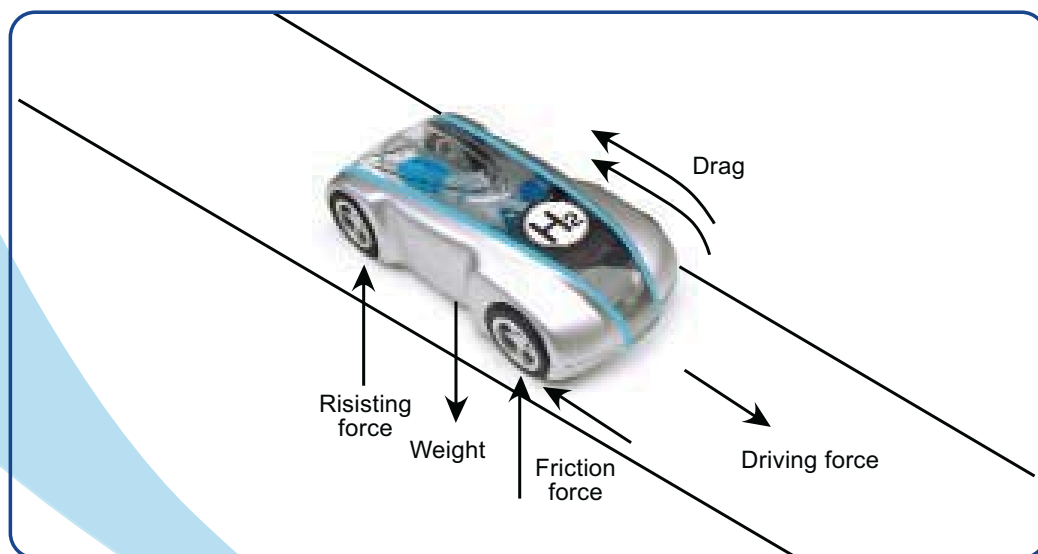 Drag
H2
Risisting
force
Weight
Friction
force
Driving force